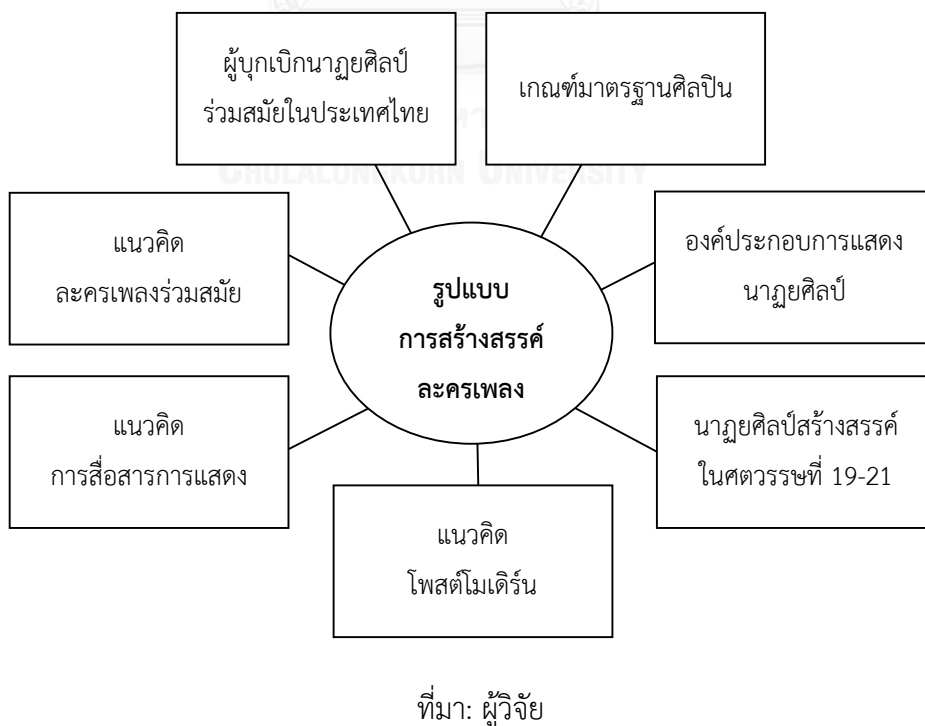 ผู้บุกเบิกนาฏยศิลป์
ร่วมสมัยในประเทศไทย
เกณฑ์มาตรฐานศิลปิน
CHULALONGKORN UNIVERSITY
แนวคิด
ละครเพลงร่วมสมัย
องค์ประกอบการแสดง
นาฏยศิลป์
รูปแบบ
การสร้างสรรค์
ละครเพลง
แนวคิด
การสื่อสารการแสดง
นาฏยศิลป์สร้างสรรค์
ในศตวรรษที่ 19-21
แนวคิด
โพสต์โมเดิร์น
ที่มา: ผู้วิจัย